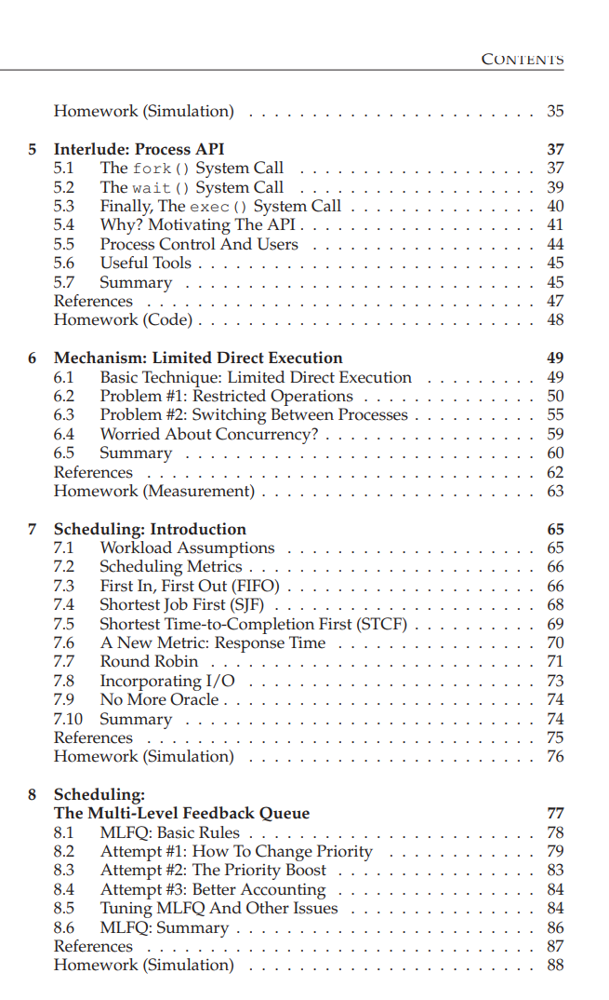 CONTENTS
Homework (Simulation) . . . . . . . . . . . . . . . . . . . . . . . 35
5 Interlude: Process API 37
5.1 The fork() System Call . . . . . . . . . . . . . . . . . . . 37
5.2 The wait() System Call . . . . . . . . . . . . . . . . . . . 39
5.3 Finally, The exec() System Call . . . . . . . . . . . . . . . 40
5.4 Why? Motivating The API . . . . . . . . . . . . . . . . . . . 41
5.5 Process Control And Users . . . . . . . . . . . . . . . . . . 44
5.6 Useful Tools . . . . . . . . . . . . . . . . . . . . . . . . . . . 45
5.7 Summary . . . . . . . . . . . . . . . . . . . . . . . . . . . . 45
References . . . . . . . . . . . . . . . . . . . . . . . . . . . . . . . 47
Homework (Code) . . . . . . . . . . . . . . . . . . . . . . . . . . . 48
6 Mechanism: Limited Direct Execution 49
6.1 Basic Technique: Limited Direct Execution . . . . . . . . . 49
6.2 Problem #1: Restricted Operations . . . . . . . . . . . . . . 50
6.3 Problem #2: Switching Between Processes . . . . . . . . . . 55
6.4 Worried About Concurrency? . . . . . . . . . . . . . . . . . 59
6.5 Summary . . . . . . . . . . . . . . . . . . . . . . . . . . . . 60
References . . . . . . . . . . . . . . . . . . . . . . . . . . . . . . . 62
Homework (Measurement) . . . . . . . . . . . . . . . . . . . . . . 63
7 Scheduling: Introduction 65
7.1 Workload Assumptions . . . . . . . . . . . . . . . . . . . . 65
7.2 Scheduling Metrics . . . . . . . . . . . . . . . . . . . . . . . 66
7.3 First In, First Out (FIFO) . . . . . . . . . . . . . . . . . . . . 66
7.4 Shortest Job First (SJF) . . . . . . . . . . . . . . . . . . . . . 68
7.5 Shortest Time-to-Completion First (STCF) . . . . . . . . . . 69
7.6 A New Metric: Response Time . . . . . . . . . . . . . . . . 70
7.7 Round Robin . . . . . . . . . . . . . . . . . . . . . . . . . . 71
7.8 Incorporating I/O . . . . . . . . . . . . . . . . . . . . . . . 73
7.9 No More Oracle . . . . . . . . . . . . . . . . . . . . . . . . . 74
7.10 Summary . . . . . . . . . . . . . . . . . . . . . . . . . . . . 74
References . . . . . . . . . . . . . . . . . . . . . . . . . . . . . . . 75
Homework (Simulation) . . . . . . . . . . . . . . . . . . . . . . . 76
8 Scheduling:
The Multi-Level Feedback Queue 77
8.1 MLFQ: Basic Rules . . . . . . . . . . . . . . . . . . . . . . . 78
8.2 Attempt #1: How To Change Priority . . . . . . . . . . . . 79
8.3 Attempt #2: The Priority Boost . . . . . . . . . . . . . . . . 83
8.4 Attempt #3: Better Accounting . . . . . . . . . . . . . . . . 84
8.5 Tuning MLFQ And Other Issues . . . . . . . . . . . . . . . 84
8.6 MLFQ: Summary . . . . . . . . . . . . . . . . . . . . . . . . 86
References . . . . . . . . . . . . . . . . . . . . . . . . . . . . . . . 87
Homework (Simulation) . . . . . . . . . . . . . . . . . . . . . . . 88